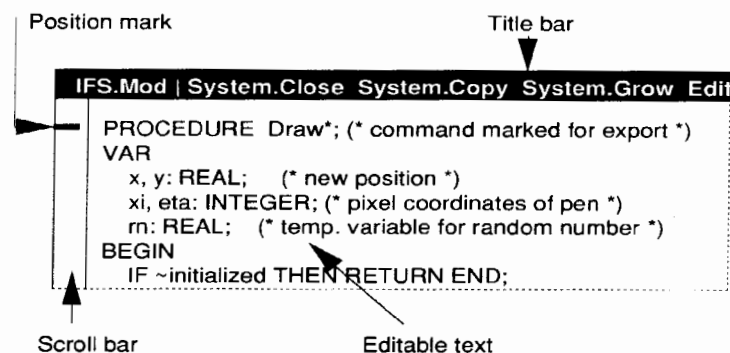 Position mark
Title bar
IFS.Mod | System.Close System.Copy System.Grow Edit
PROCEDURE Draw*; (* command marked for export *)
VAR
x, y: REAL; (* new position *)
xi, eta: INTEGER; (* pixel coordinates of pen *)
rn: REAL; (* temp. variable for random number *)
BEGIN
IF ~initialized THEN RETURN END;
Scroll bar
Editable text